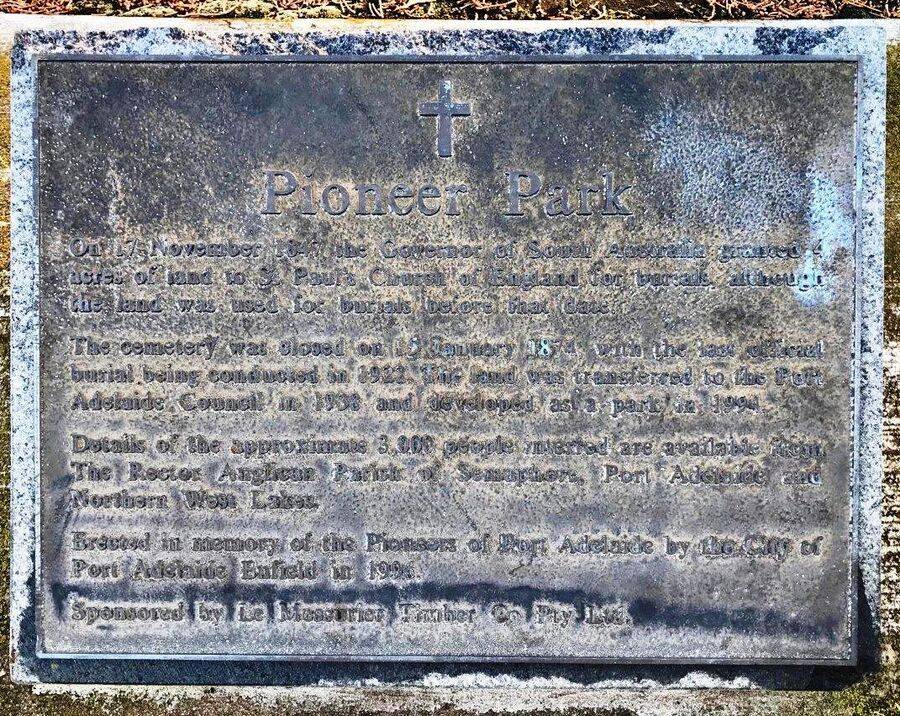 Pioneer Park
On 17 November 1847 the Governor of South Australia granted 4
acres of land to St Paul's Church of England for burials, although
the land was used for burials before that date.
The cemetery was closed on 15 January 1874, with the last official
burial being conducted in 1922. The land was transferred to the Port
Adelaide Council in 1938 and developed as a park in 1994.
Details of the approximate 3,000 people interred are available from
The Rector Anglican Parish of Semaphore, Port Adelaide and
Northern West Lakes.
Erected in memory of the Pioneers of Port Adelaide by the City of
Port Adelaide Enfield in
Sponsored by Le Messurier Timber Co Pty Ltd.